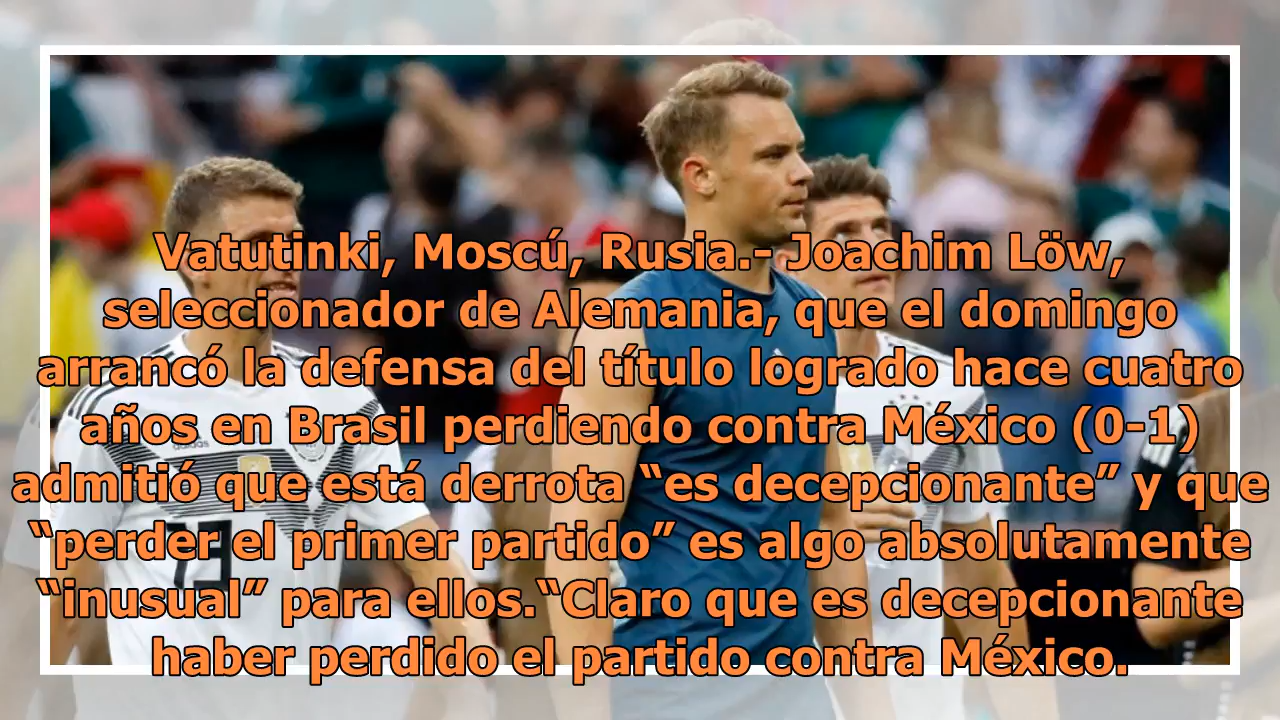 Vatutinki, Moscú, Rusia.- Joachim Löw,
seleccionador de Alemania, que el domingo
arrancó la defensa del título logrado hace cuatro
años en Brasil perdiendo contra México (0-1)
admitió que está derrota “es decepcionante” y que
“perder el primer partido” es algo absolutamente
“inusual” para ellos.“Claro que es decepcionante
haber perdido el partido contra México.
adidas
13